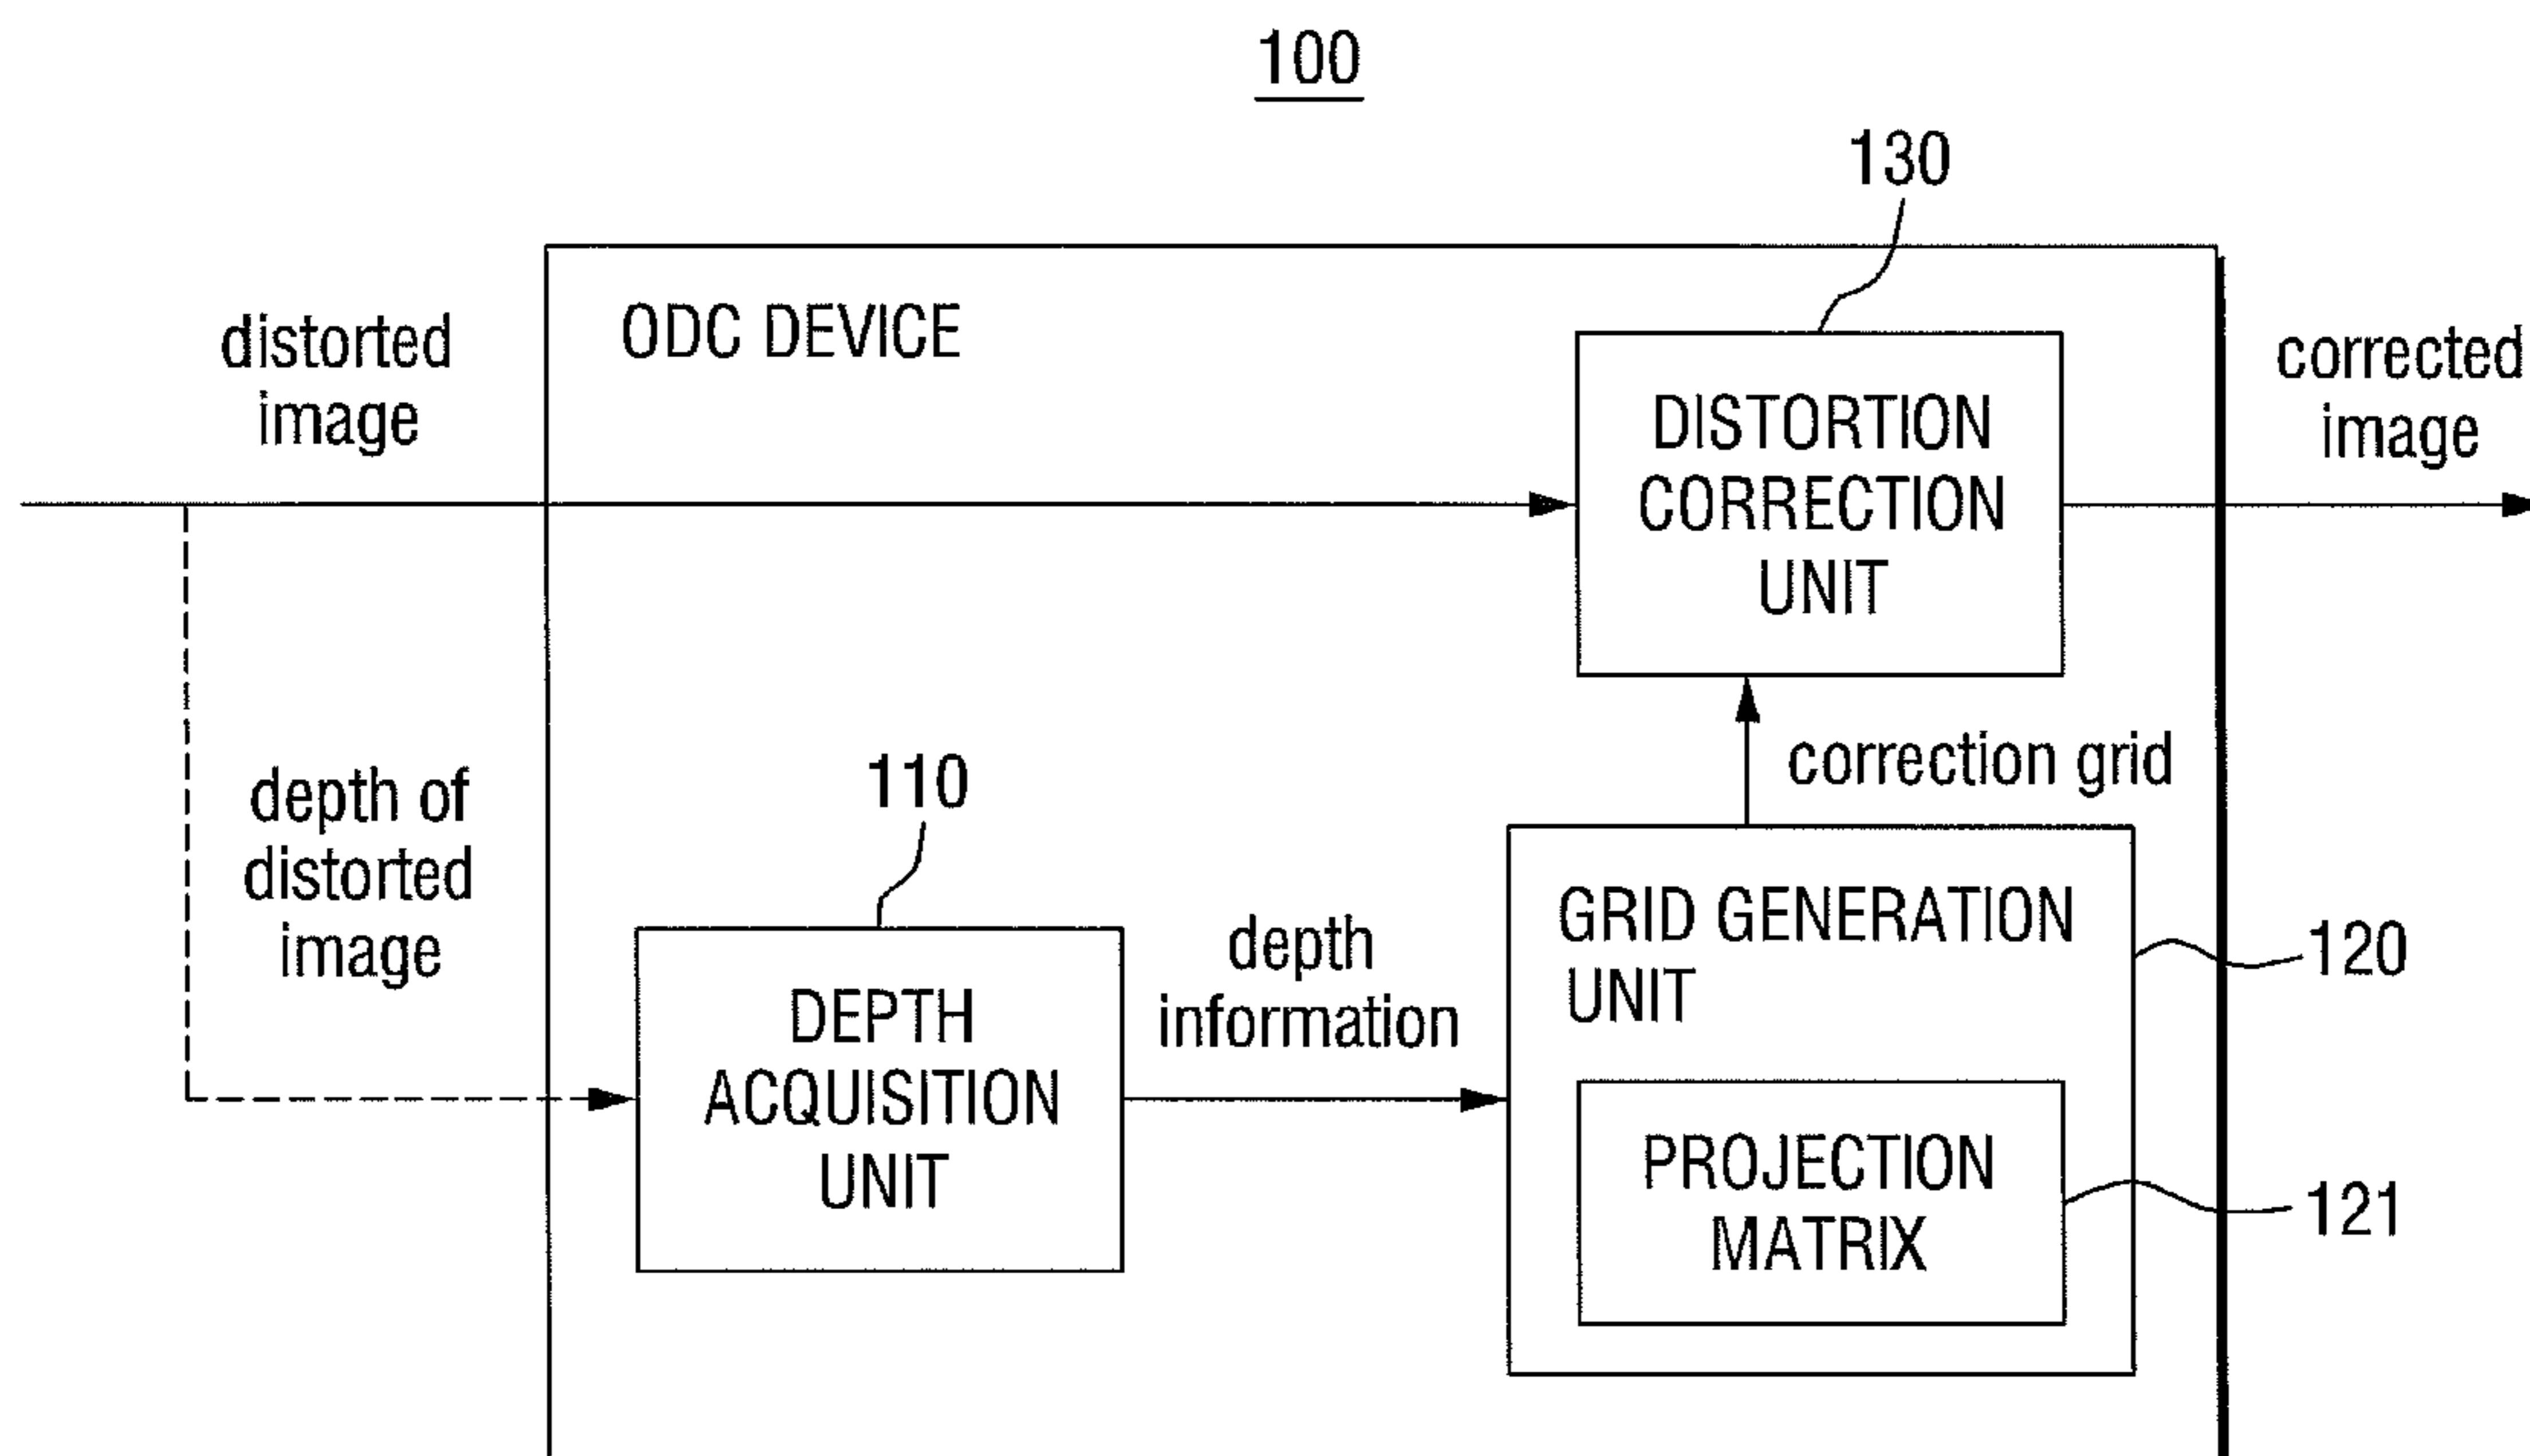 100
130
ODC DEVICE
distorted
image
DISTORTION
CORRECTION
UNIT
corrected
image
correction grid
depth of
distorted
image
110
DEPTH
ACQUISITION
UNIT
depth
information
GRID GENERATION
UNIT
120
PROJECTION
MATRIX
121